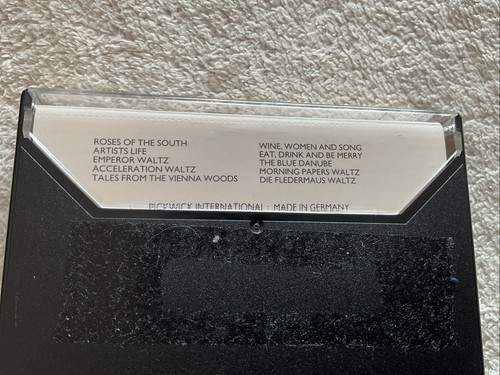 ROSES OF THE SOUTH
ARTISTS LIFE
EMPEROR WALTZ
ACCELERATION WALTZ
TALES FROM THE VIENNA WOODS
WINE, WOMEN AND SONG
EAT, DRINK AND BE MERRY
THE BLUE DANUBE
MORNING PAPERS WALTZ
DIE FLEDERMAUS WALTZ
PICKWICK INTERNATIONAL · MADE IN GERMANY